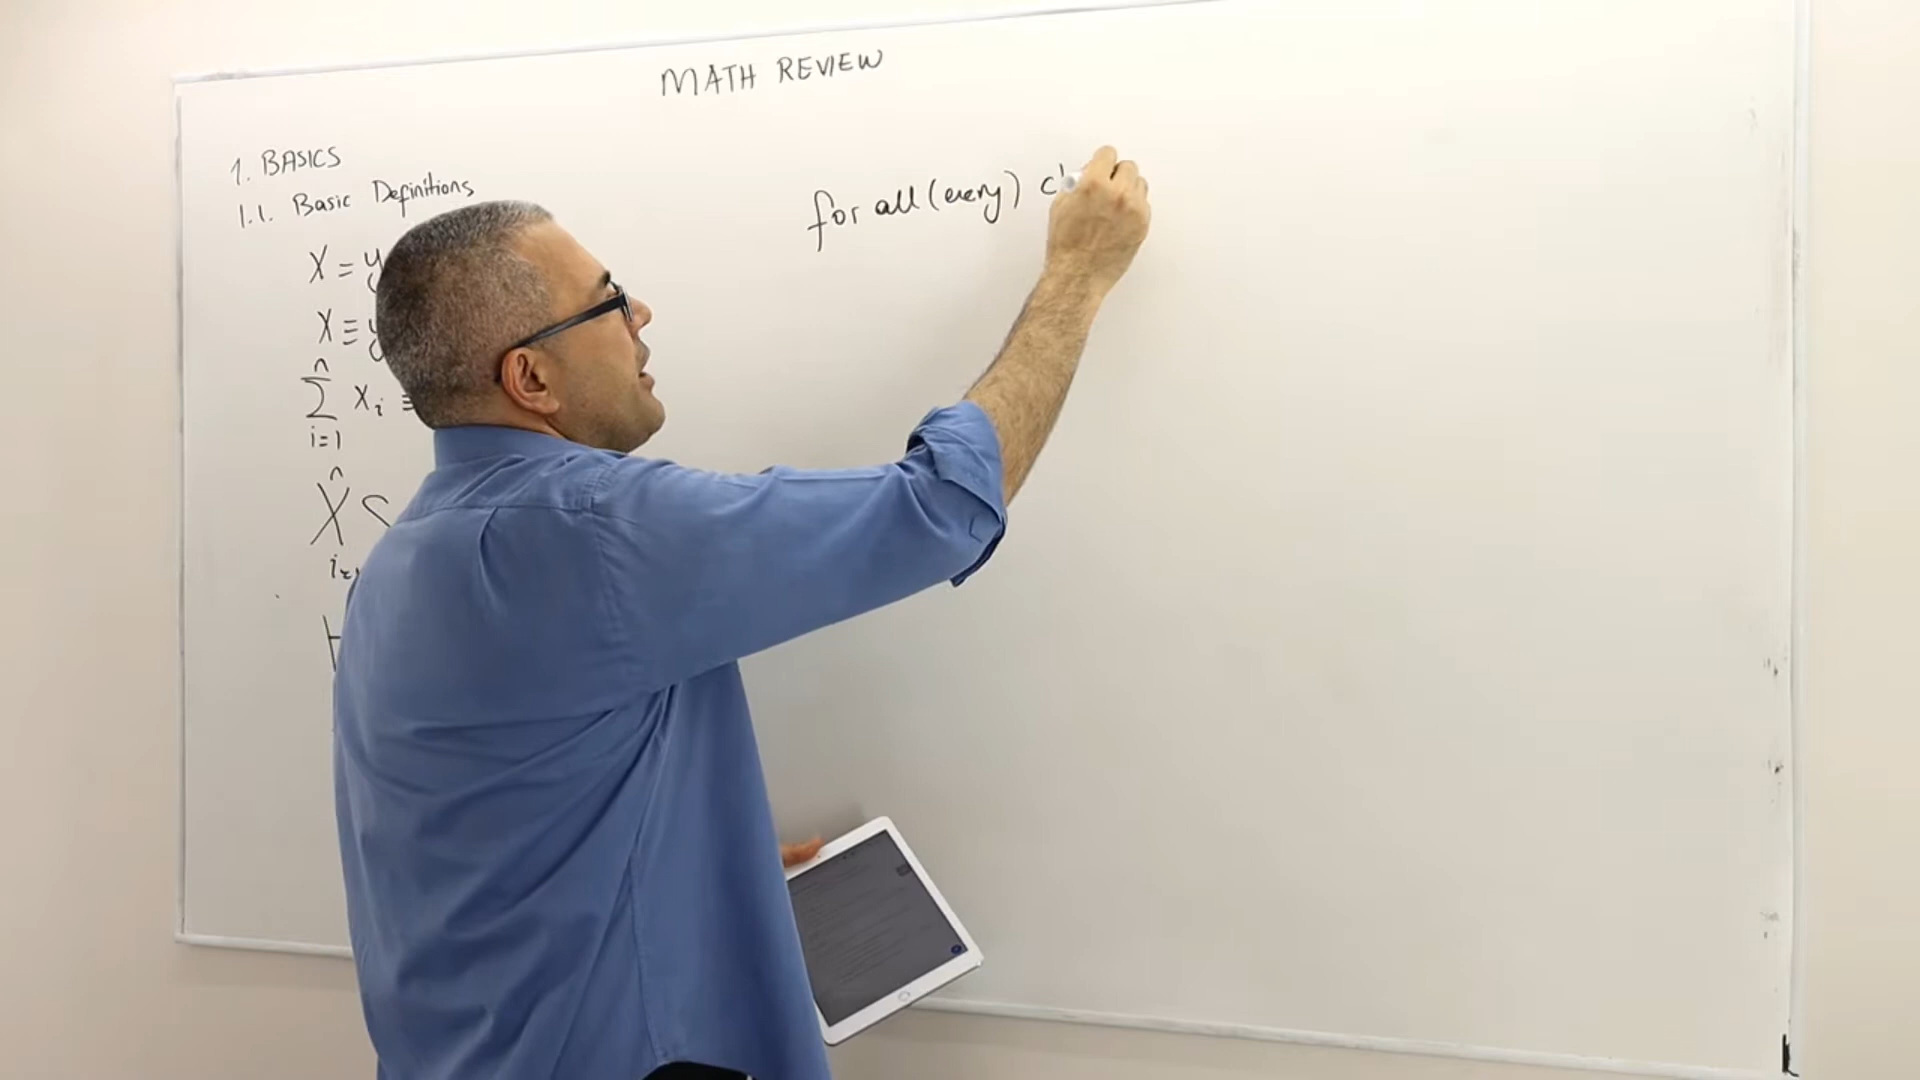 MATH REVIEW
1. BASICS
1.1. Basic Definitions
X = y
X ≡ y
n
∑ Xi ≡
i=1
n
X
for all (every)